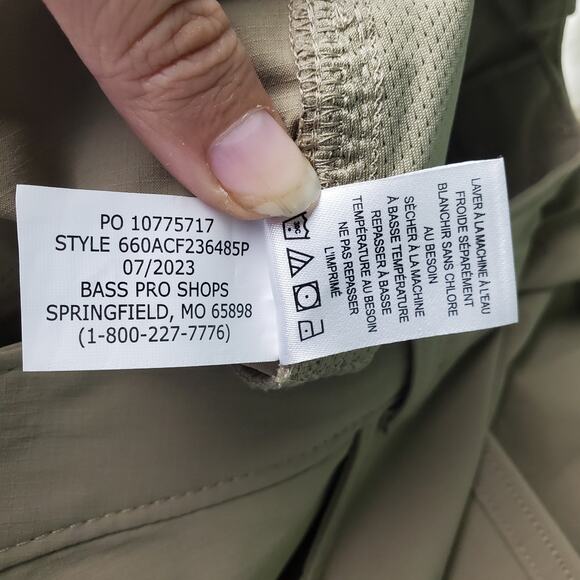 PO 10775717
STYLE 660ACF236485P
07/2023
BASS PRO SHOPS
SPRINGFIELD, MO 65898
(1-800-227-7776)
LAVER À LA MACHINE À L'EAU
FROIDE SÉPARÉMENT
BLANCHIR SANS CHLORE
AU BESOIN
SÉCHER À LA MACHINE
À BASSE TEMPÉRATURE
REPASSER À BASSE
TEMPÉRATURE AU BESOIN
NE PAS REPASSER
L'IMPRIMÉ